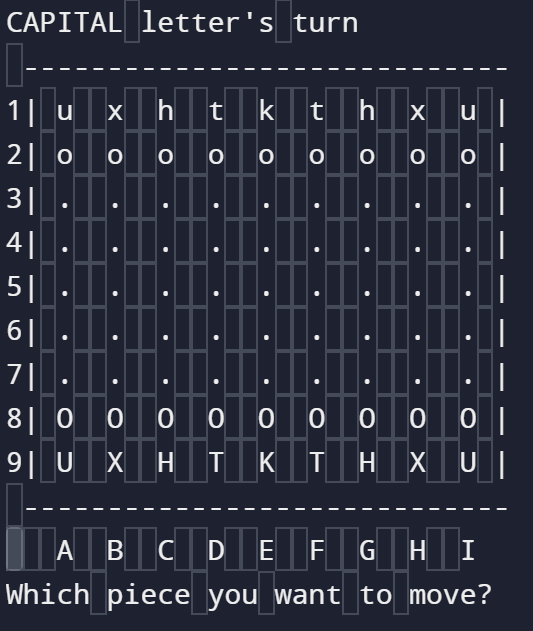 CAPITAL letter's turn
 -----------------------------
1|  u  x  h  t  k  t  h  x  u  |
2|  o  o  o  o  o  o  o  o  o  |
3|  .  .  .  .  .  .  .  .  .  |
4|  .  .  .  .  .  .  .  .  .  |
5|  .  .  .  .  .  .  .  .  .  |
6|  .  .  .  .  .  .  .  .  .  |
7|  .  .  .  .  .  .  .  .  .  |
8|  O  O  O  O  O  O  O  O  O  |
9|  U  X  H  T  K  T  H  X  U  |
 -----------------------------
   A  B  C  D  E  F  G  H  I
Which piece you want to move?